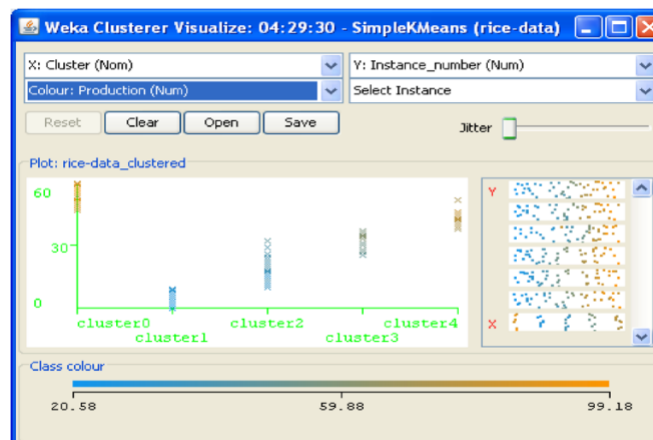 Weka Clusterer Visualize: 04:29:30 - SimpleKMeans (rice-data)
X: Cluster (Nom) Y: Instance_number (Num)
Colour: Production (Num) Select Instance
Reset Clear Open Save Jitter
Plot: rice-data_clustered
60
30
0
cluster0 cluster2 cluster4
cluster1 cluster3
Y
X
Class colour
20.58 59.88 99.18